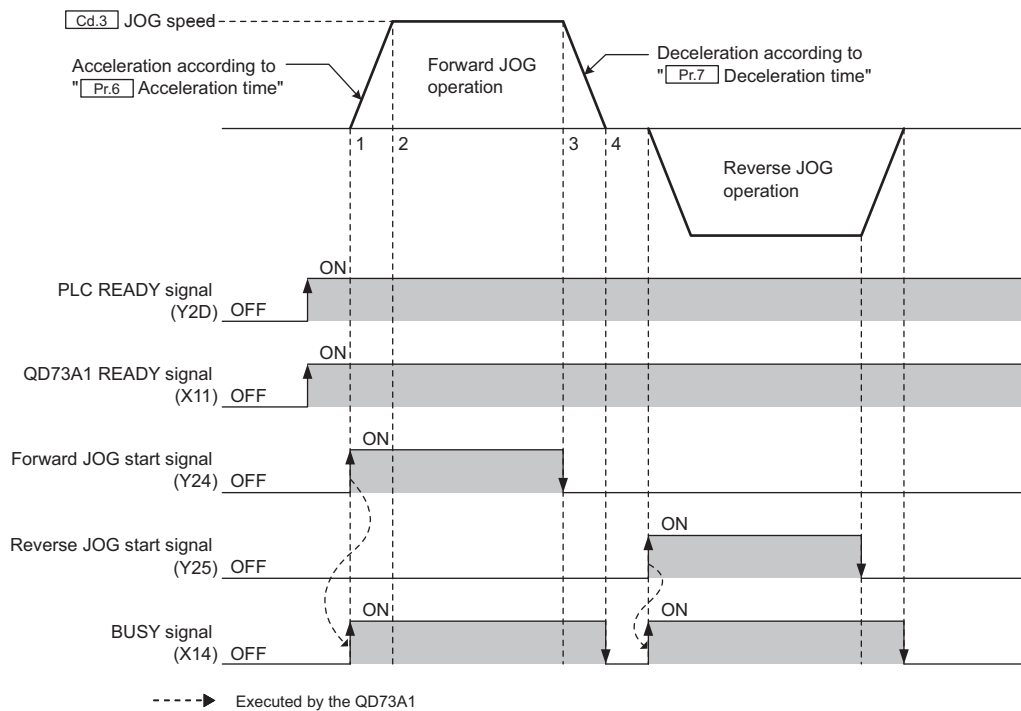 Cd.3 JOG speed
Acceleration according to
"Pr.6 Acceleration time"
Forward JOG
operation
Deceleration according to
"Pr.7 Deceleration time"
1 2 3 4
Reverse JOG
operation
ON
PLC READY signal
(Y2D) OFF
ON
QD73A1 READY signal
(X11) OFF
ON
Forward JOG start signal
(Y24) OFF
ON
Reverse JOG start signal
(Y25) OFF
ON ON
BUSY signal
(X14) OFF
Executed by the QD73A1